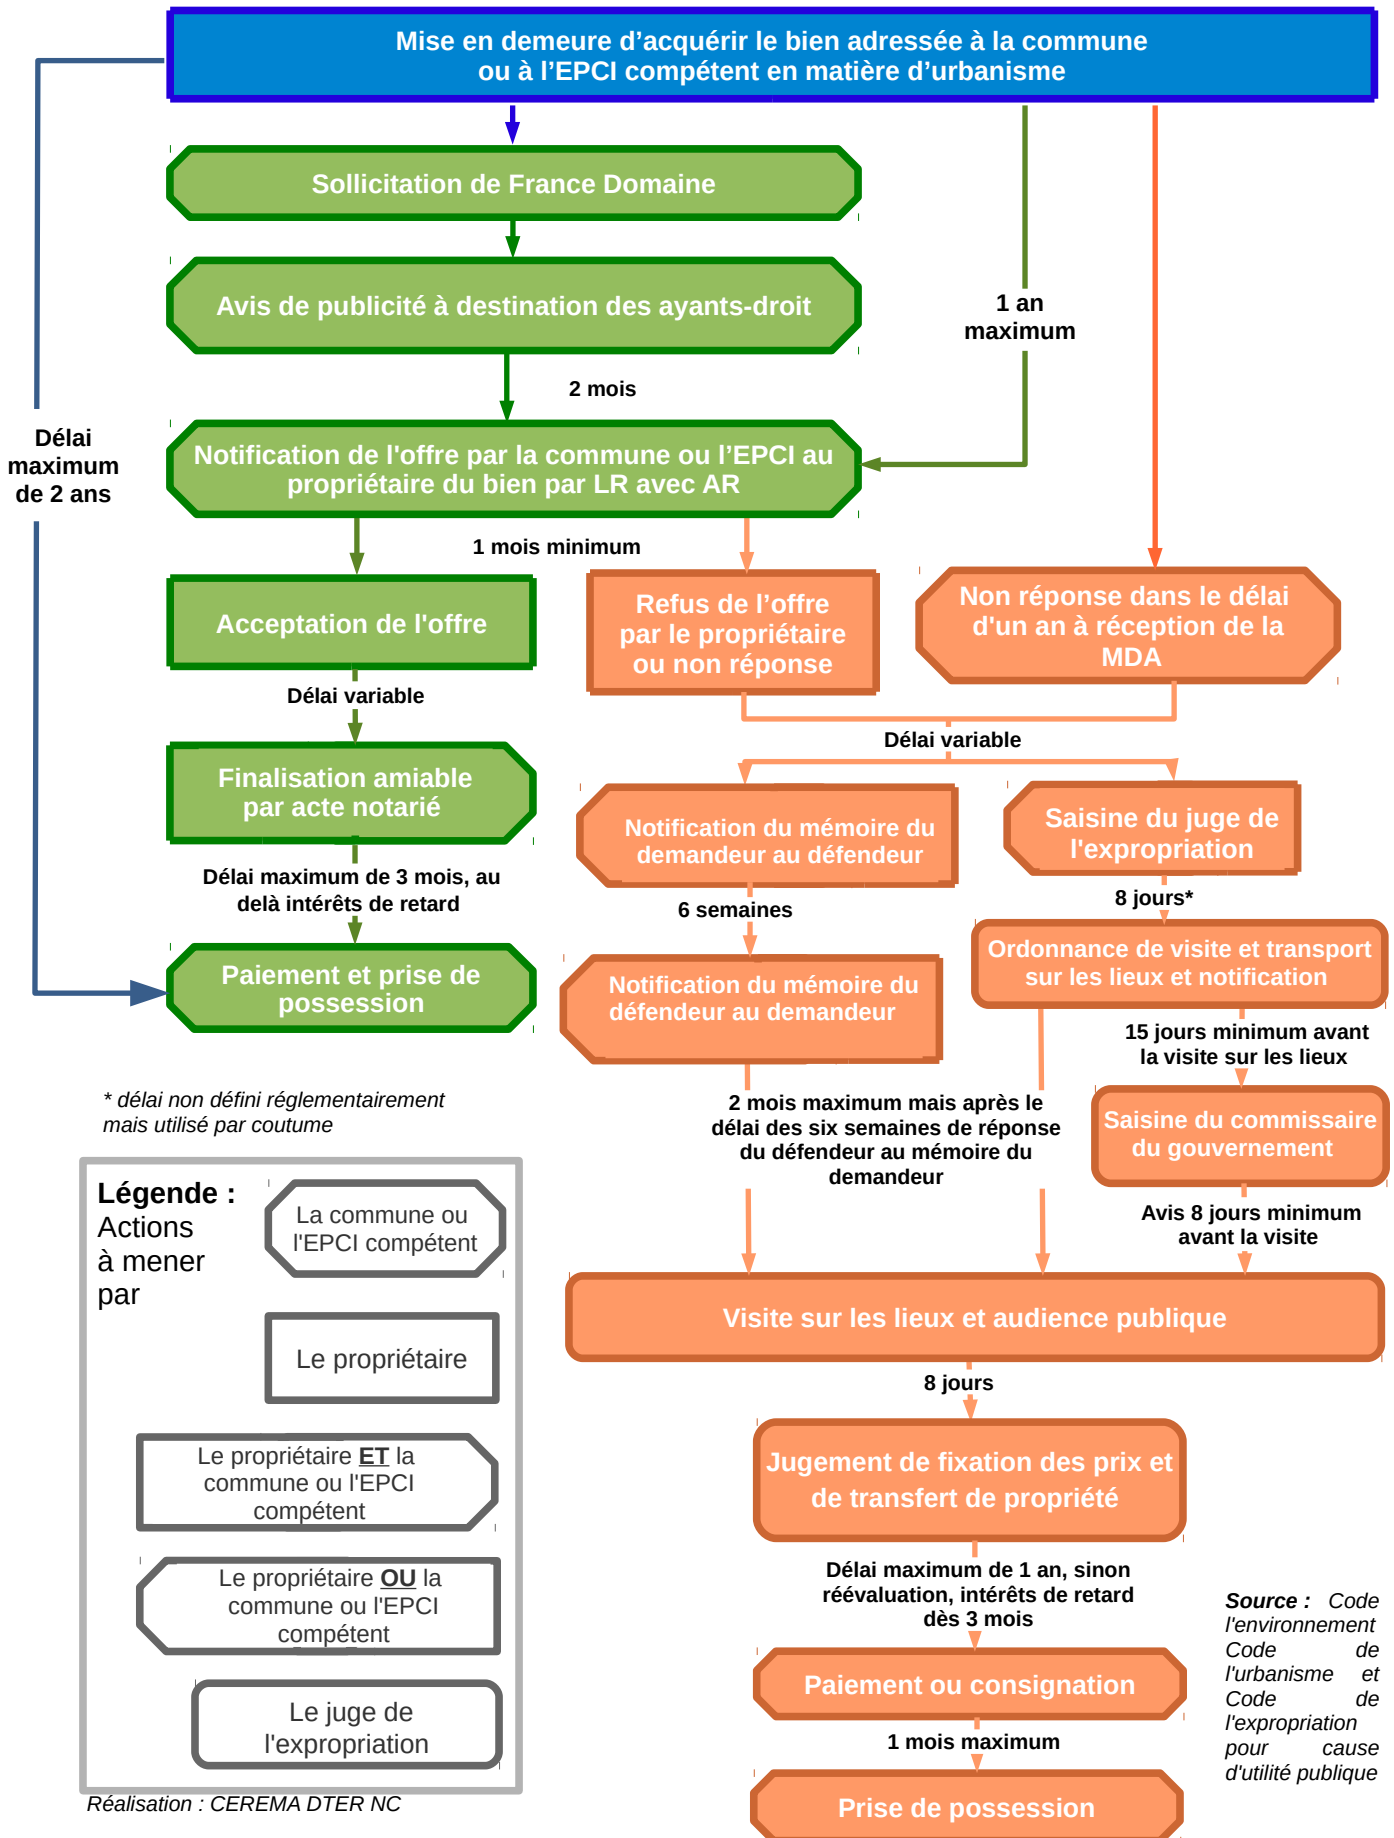 Mise en demeure d’acquérir le bien adressée à la commune
ou à l’EPCI compétent en matière d’urbanisme
Sollicitation de France Domaine
Avis de publicité à destination des ayants-droit
1 an
maximum
2 mois
Délai
maximum
de 2 ans
Notification de l'offre par la commune ou l’EPCI au
propriétaire du bien par LR avec AR
1 mois minimum
Acceptation de l'offre
Refus de l’offre
par le propriétaire
ou non réponse
Non réponse dans le délai
d'un an à réception de la
MDA
Délai variable
Délai variable
Finalisation amiable
par acte notarié
Notification du mémoire du
demandeur au défendeur
Saisine du juge de
l'expropriation
Délai maximum de 3 mois, au
delà intérêts de retard
6 semaines
8 jours*
Paiement et prise de
possession
Notification du mémoire du
défendeur au demandeur
Ordonnance de visite et transport
sur les lieux et notification
15 jours minimum avant
la visite sur les lieux
* délai non défini réglementairement
mais utilisé par coutume
2 mois maximum mais après le
délai des six semaines de réponse
du défendeur au mémoire du
demandeur
Saisine du commissaire
du gouvernement
Avis 8 jours minimum
avant la visite
Visite sur les lieux et audience publique
8 jours
Jugement de fixation des prix et
de transfert de propriété
Délai maximum de 1 an, sinon
réévaluation, intérêts de retard
dès 3 mois
Paiement ou consignation
1 mois maximum
Prise de possession
Légende :
Actions
à mener
par
La commune ou
l'EPCI compétent
Le propriétaire
Le propriétaire ET la
commune ou l'EPCI
compétent
Le propriétaire OU la
commune ou l'EPCI
compétent
Le juge de
l'expropriation
Réalisation : CEREMA DTER NC
Source : Code
l'environnement
Code de
l'urbanisme et
Code de
l'expropriation
pour cause
d'utilité publique